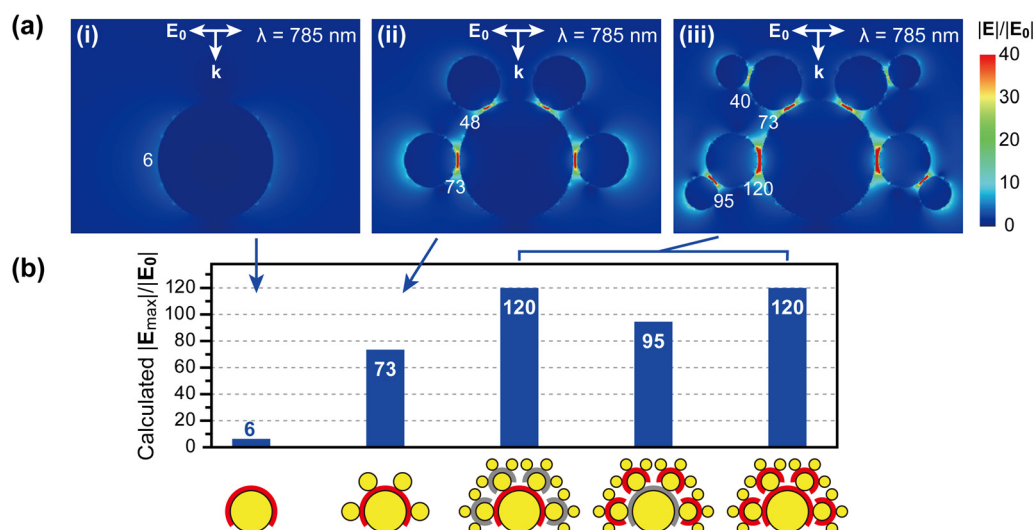 (a)
(i) E0 λ = 785 nm
k
6
(ii) E0 λ = 785 nm
k
48
73
(iii) E0 λ = 785 nm
k
40
73
95
120
|E|/|E0|
40
30
20
10
0
(b)
Calculated |Emax|/|E0|
120
100
80
60
40
20
0
6
73
120
95
120